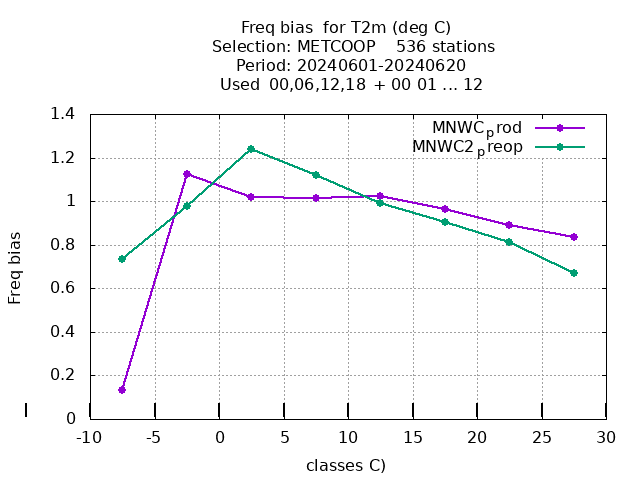 Freq bias  for T2m (deg C)
Selection: METCOOP    536 stations
Period: 20240601-20240620
Used  00,06,12,18  + 00 01 ... 12
MNWCprod
MNWC2preop
1.4
1.2
1
0.8
0.6
0.4
0.2
0
Freq bias
-10 -5 0 5 10 15 20 25 30
classes C)